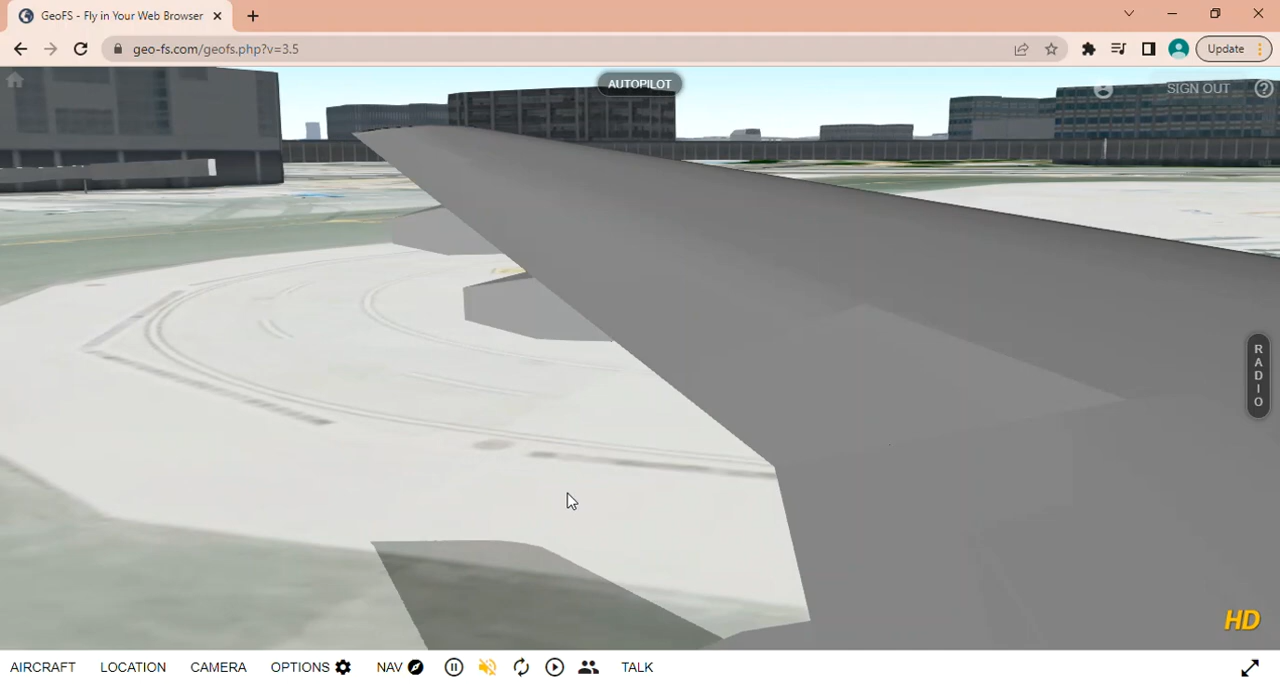 GeoFS - Fly in Your Web Browser
geo-fs.com/geofs.php?v=3.5
Update
AUTOPILOT
SIGN OUT
RADIO
HD
AIRCRAFT LOCATION CAMERA OPTIONS NAV TALK